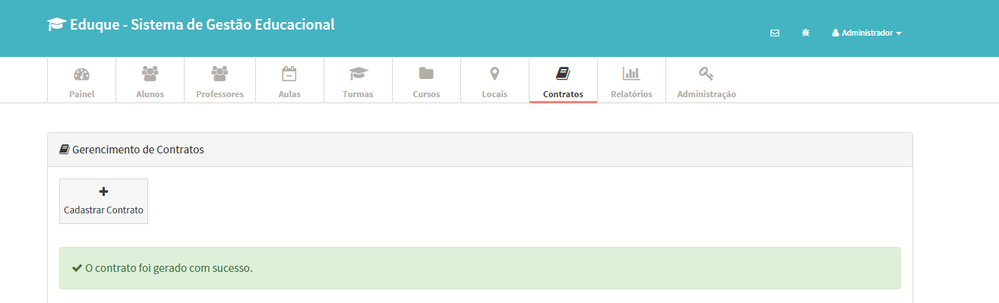 Eduque - Sistema de Gestão Educacional
Administrador
Painel
Alunos
Professores
Aulas
Turmas
Cursos
Locais
Contratos
Relatórios
Administração
Gerencimento de Contratos
Cadastrar Contrato
O contrato foi gerado com sucesso.